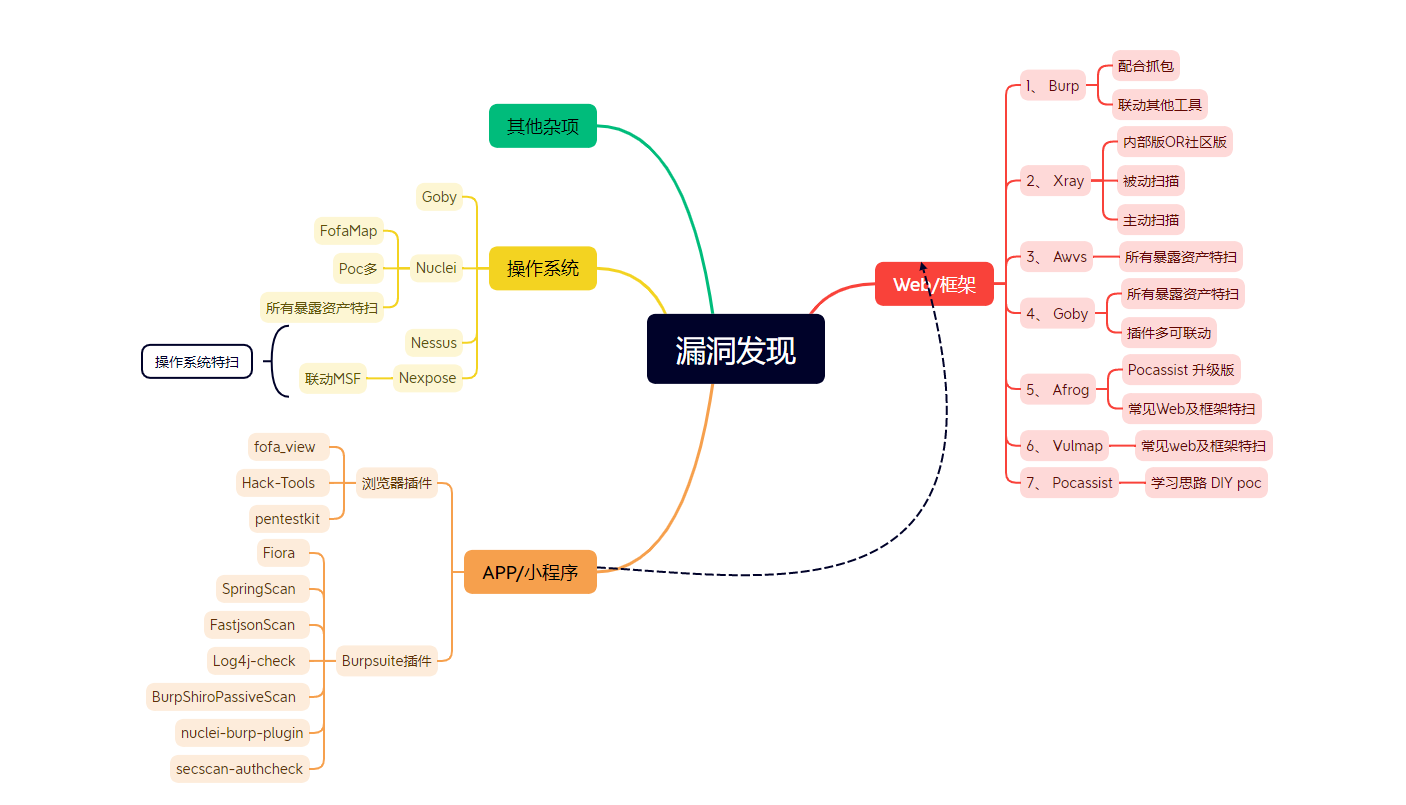 漏洞发现
Web/框架
1、 Burp
配合抓包
联动其他工具
2、 Xray
内部版OR社区版
被动扫描
主动扫描
3、 Awvs
所有暴露资产特扫
4、 Goby
所有暴露资产特扫
插件多可联动
5、 Afrog
Pocassist 升级版
常见Web及框架特扫
6、 Vulmap
常见web及框架特扫
7、 Pocassist
学习思路 DIY poc
其他杂项
操作系统
Goby
Nuclei
FofaMap
Poc多
所有暴露资产特扫
Nessus
Nexpose
联动MSF
操作系统特扫
APP/小程序
浏览器插件
fofa_view
Hack-Tools
pentestkit
Burpsuite插件
Fiora
SpringScan
FastjsonScan
Log4j-check
BurpShiroPassiveScan
nuclei-burp-plugin
secscan-authcheck